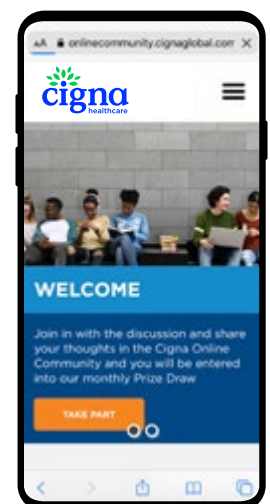 AA onlinecommunity.cignaglobal.com
cigna
healthcare
WELCOME
Join in with the discussion and share
your thoughts in the Cigna Online
Community and you will be entered
into our monthly Prize Draw
TAKE PART